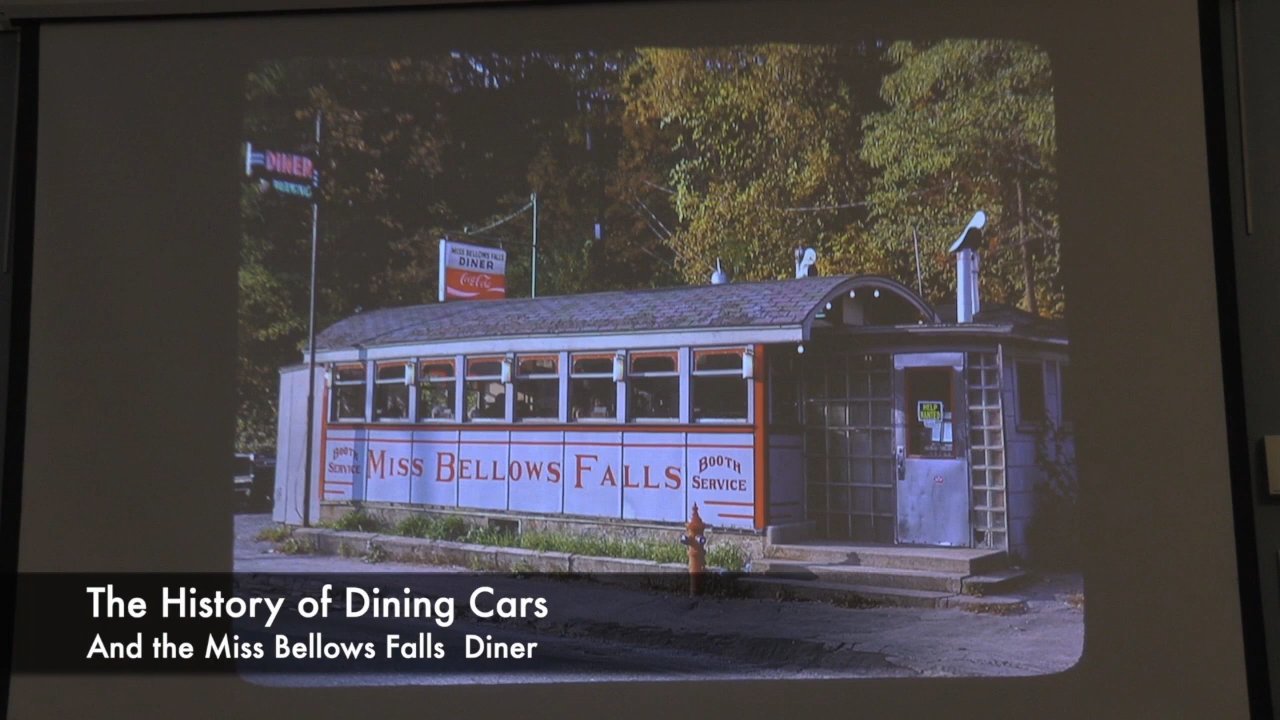 DINER
MISS BELLOWS FALLS
DINER
Coca-Cola
HELP
WANTED
BOOTH
SERVICE
MISS BELLOWS FALLS
BOOTH
SERVICE
The History of Dining Cars
And the Miss Bellows Falls Diner